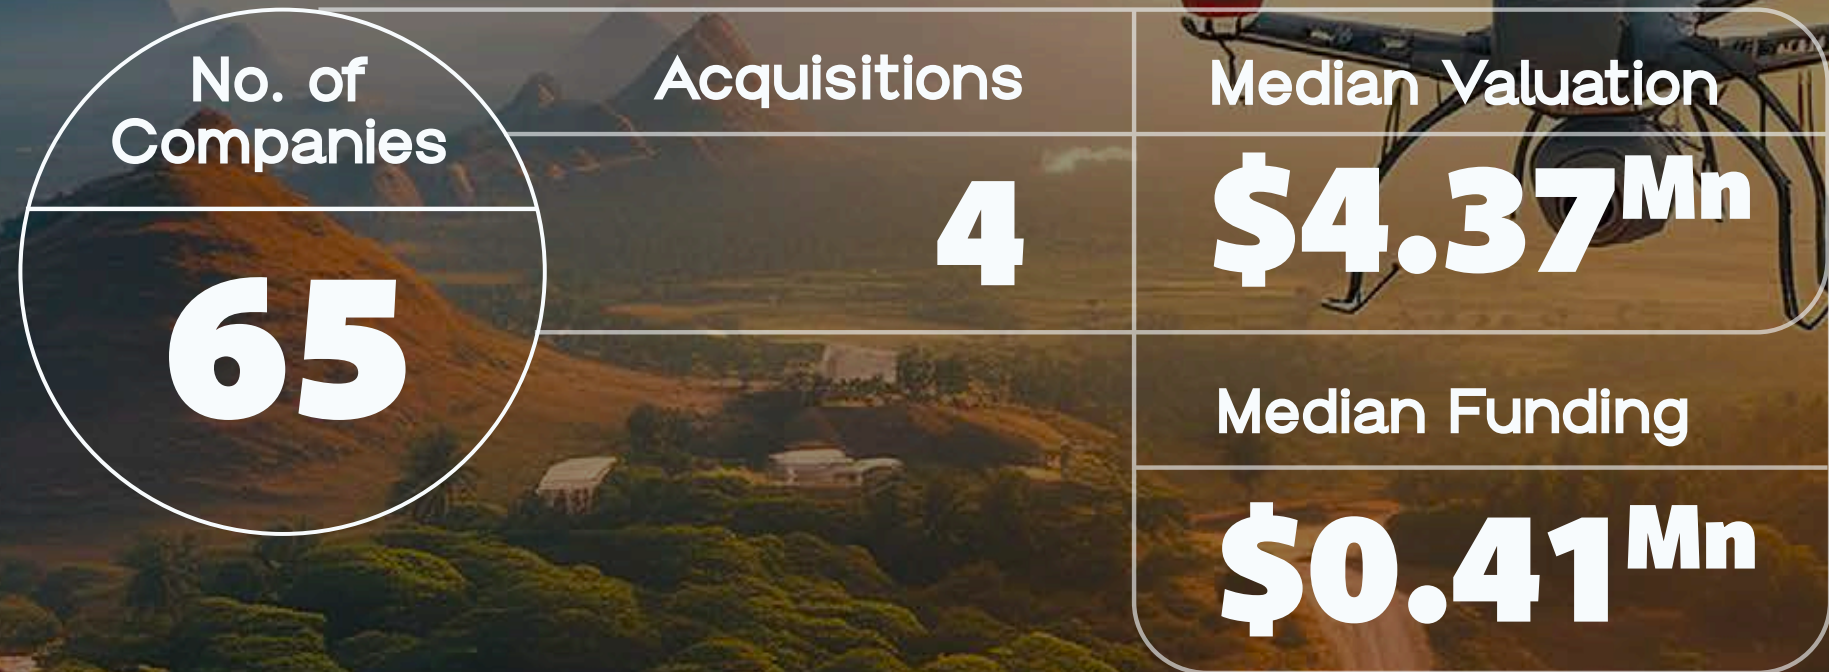 No. of
Companies
65
Acquisitions
4
Median Valuation
$4.37Mn
Median Funding
$0.41Mn